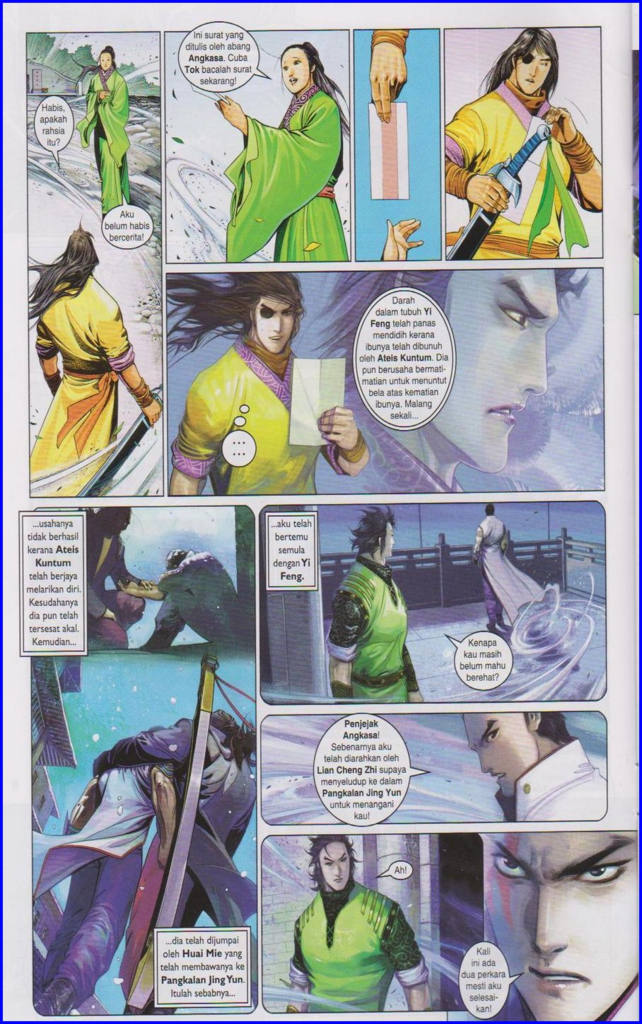 Habis,
apakah
rahsia
itu?
Aku
belum habis
bercerita!
Ini surat yang
ditulis oleh abang
Angkasa. Cuba
Tok bacalah surat
sekarang!
...
Darah
dalam tubuh Yi
Feng telah panas
mendidih kerana
ibunya telah dibunuh
oleh Ateis Kuntum. Dia
pun berusaha bermati-
matian untuk menuntut
bela atas kematian
ibunya. Malang
sekali...
...usahanya
tidak berhasil
kerana Ateis
Kuntum
telah berjaya
melarikan diri.
Kesudahanya
dia pun telah
tersesat akal.
Kemudian...
...dia telah dijumpai
oleh Huai Mie yang
telah membawanya ke
Pangkalan Jing Yun.
Itulah sebabnya...
...aku telah
bertemu
semula
dengan Yi
Feng.
Kenapa
kau masih
belum mahu
berehat?
Penjejak
Angkasa!
Sebenarnya aku
telah diarahkan oleh
Lian Cheng Zhi supaya
menyeludup ke dalam
Pangkalan Jing Yun
untuk menangani
kau!
Ah!
Kali
ini ada
dua perkara
mesti aku
selesai-
kan!